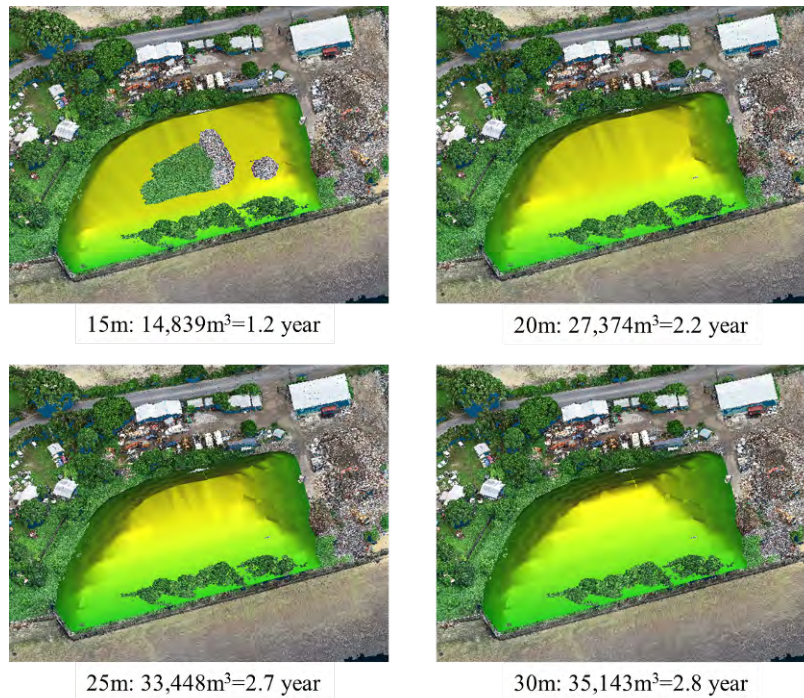 15m: 14,839m³=1.2 year
20m: 27,374m³=2.2 year
25m: 33,448m³=2.7 year
30m: 35,143m³=2.8 year